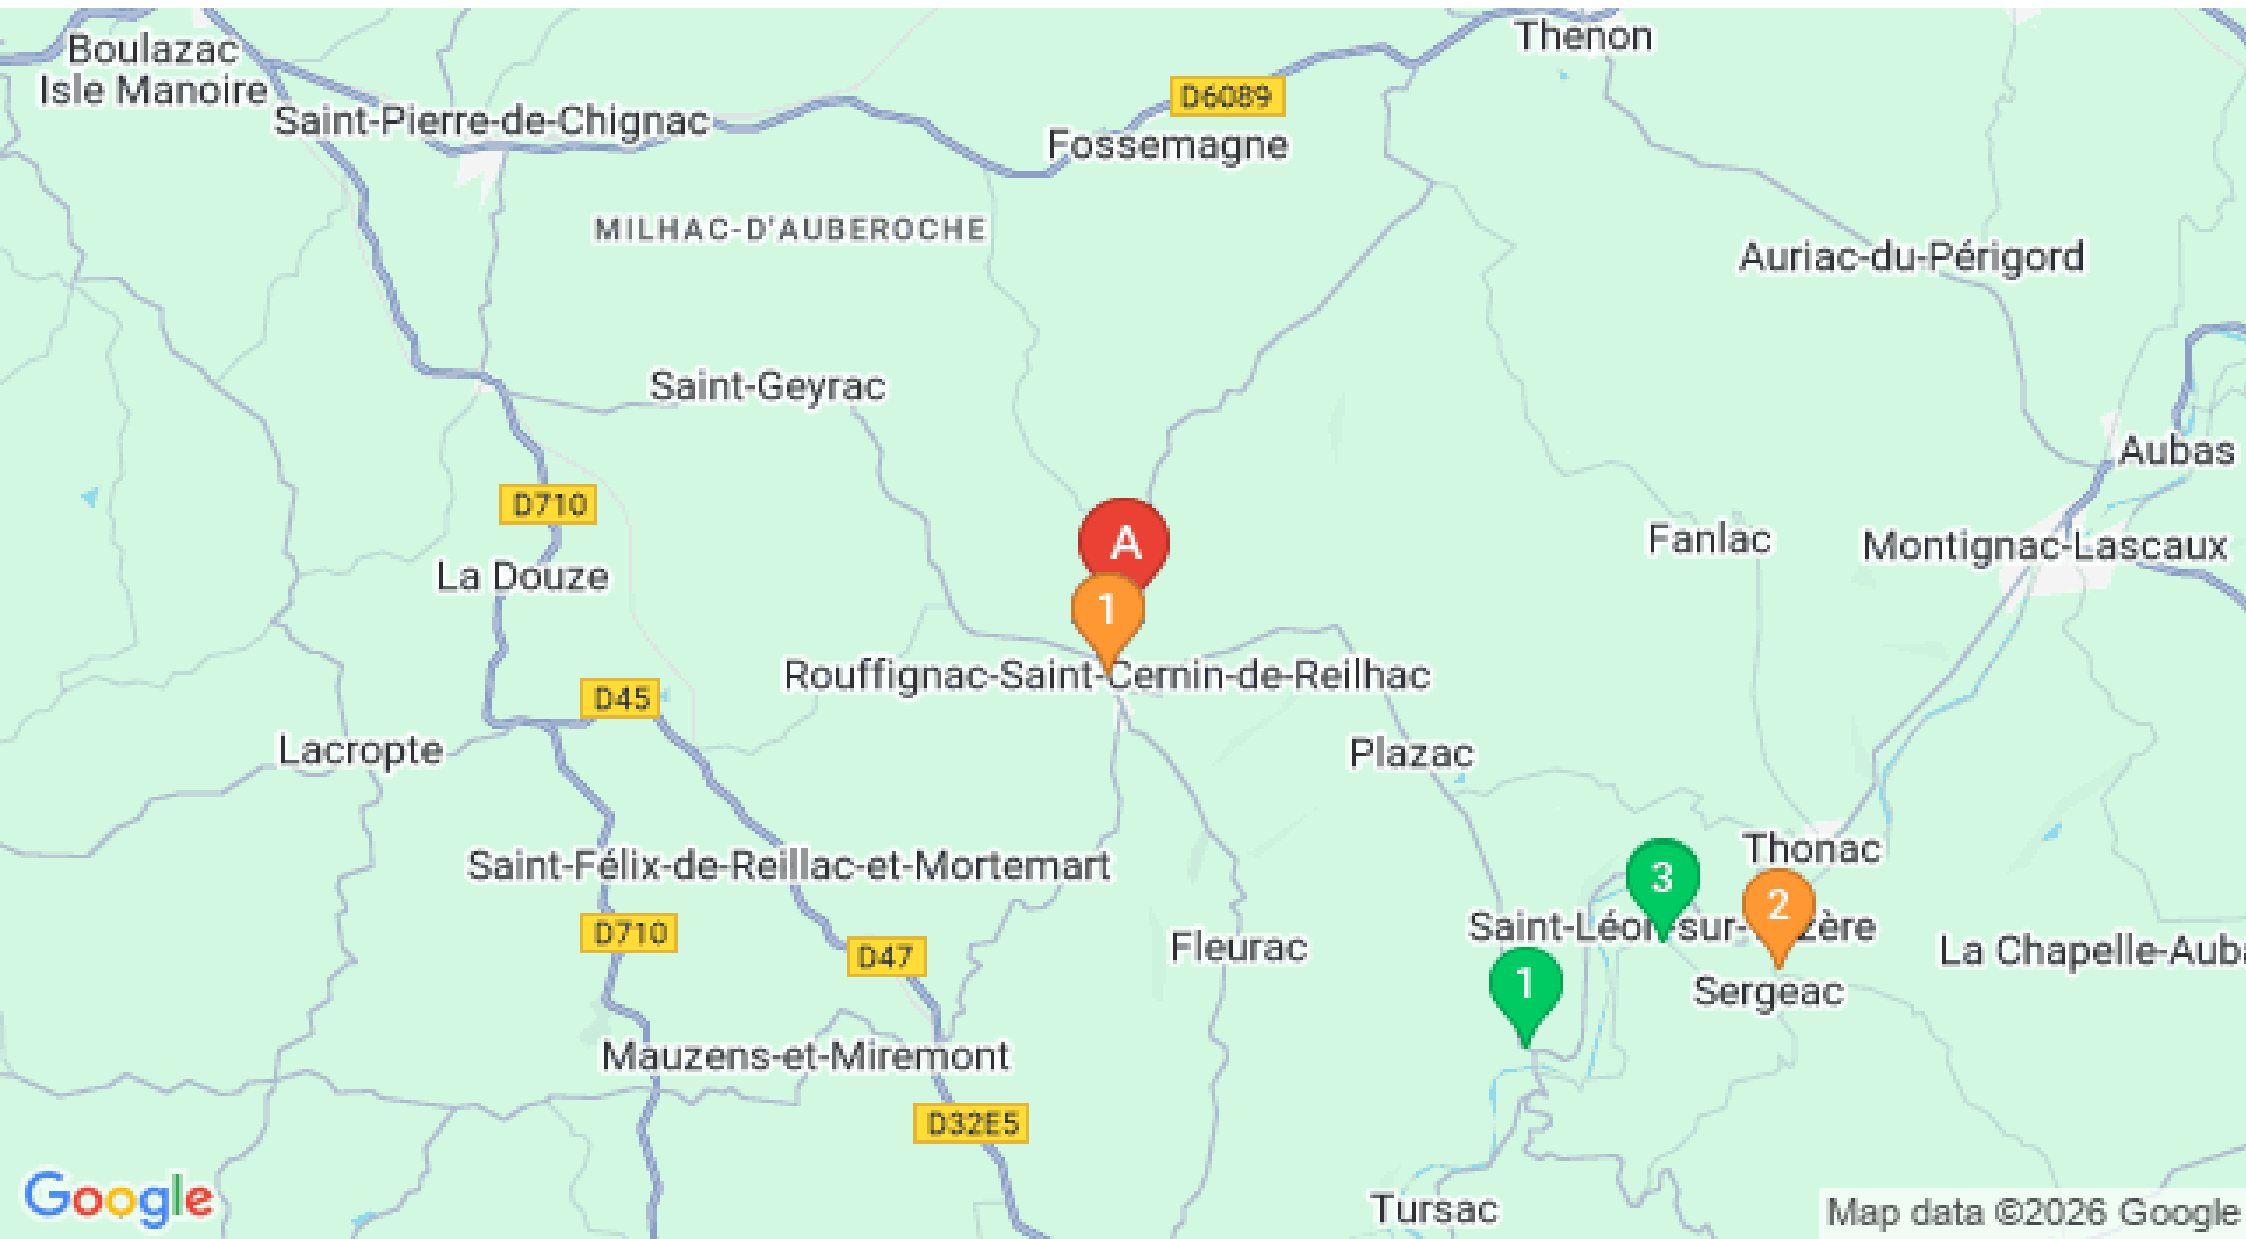 Boulazac
Isle Manoire
Thenon
D6089
Saint-Pierre-de-Chignac
Fossemagne
MILHAC-D'AUBEROCHE
Auriac-du-Périgord
Saint-Geyrac
Aubas
D710
A
Fanlac
Montignac-Lascaux
La Douze
1
Rouffignac-Saint-Cernin-de-Reilhac
D45
Lacropte
Plazac
Thonac
Saint-Félix-de-Reillac-et-Mortemart
3
2
D710
Saint-Léon-sur-
Fleurac
D47
La Chapelle-Auba
1
Sergeac
Mauzens-et-Miremont
D32E5
Google
Tursac
Map data ©2026 Google